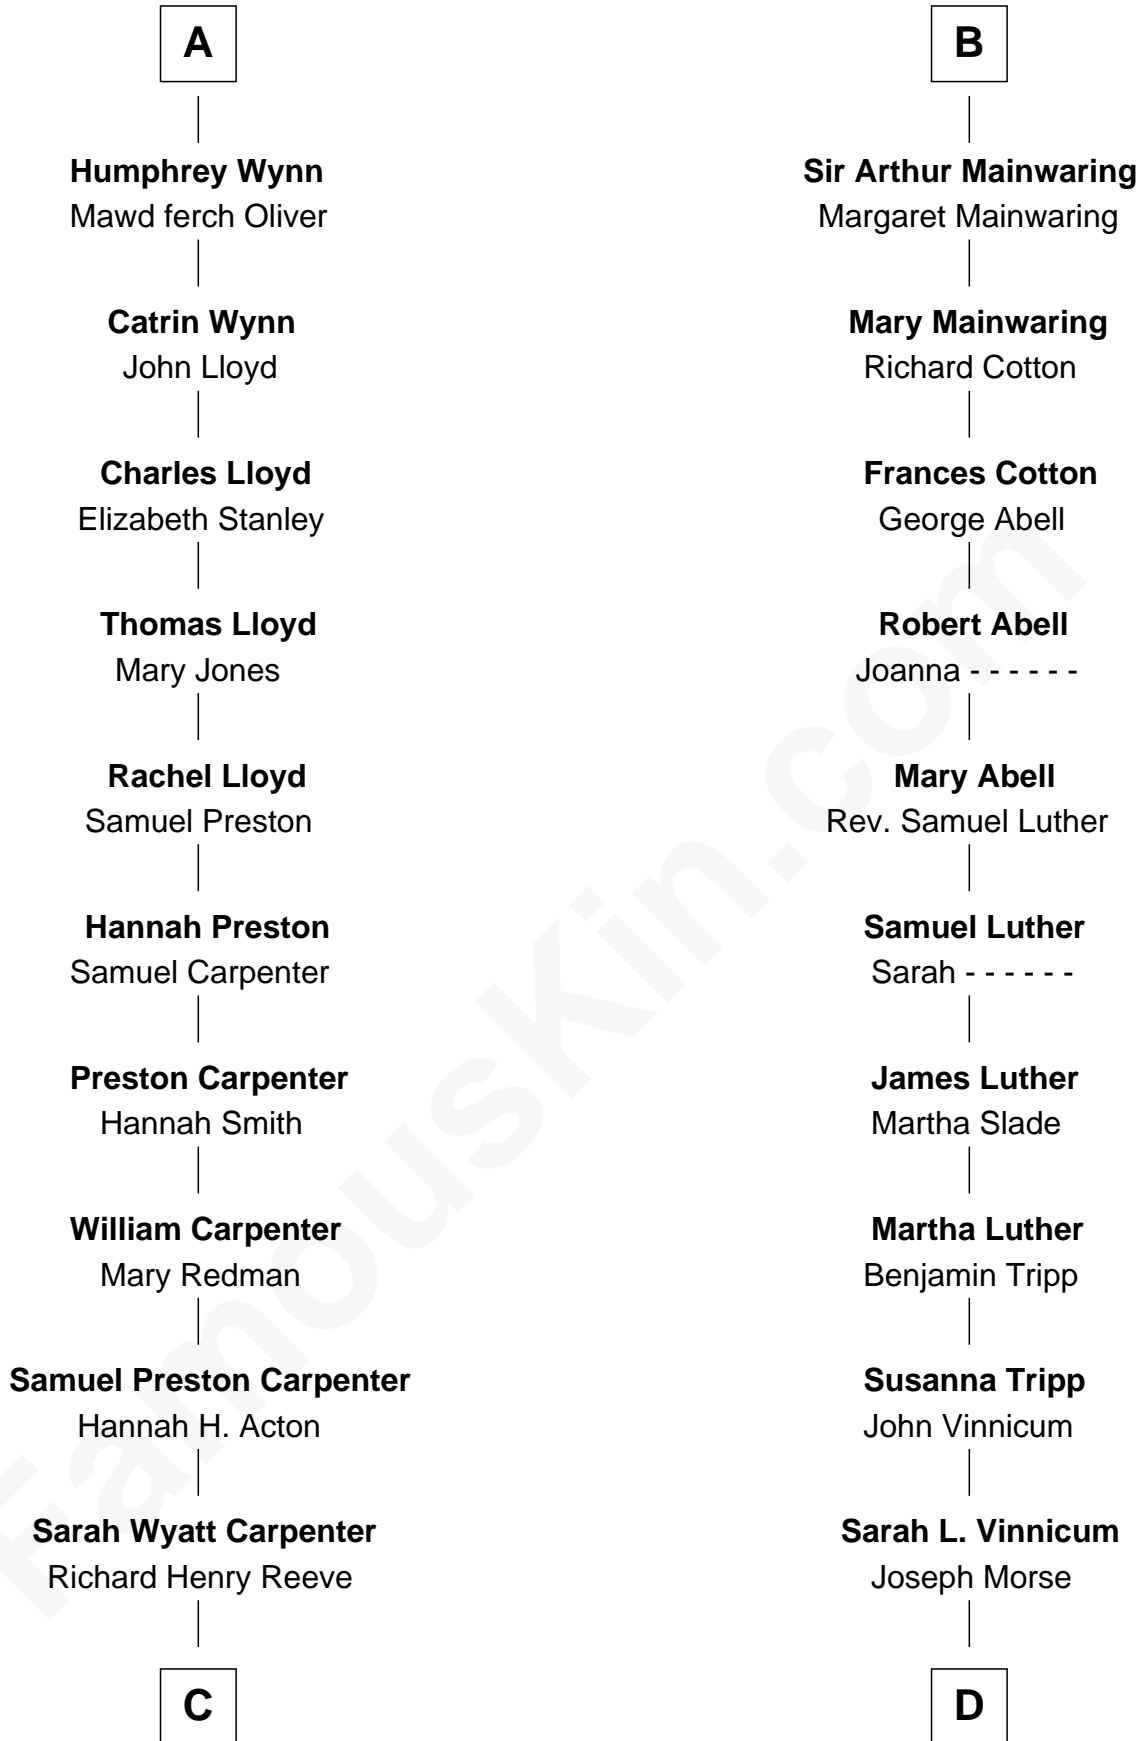 A
Humphrey Wynn
Mawd ferch Oliver
Catrin Wynn
John Lloyd
Charles Lloyd
Elizabeth Stanley
Thomas Lloyd
Mary Jones
Rachel Lloyd
Samuel Preston
Hannah Preston
Samuel Carpenter
Preston Carpenter
Hannah Smith
William Carpenter
Mary Redman
Samuel Preston Carpenter
Hannah H. Acton
Sarah Wyatt Carpenter
Richard Henry Reeve
C
B
Sir Arthur Mainwaring
Margaret Mainwaring
Mary Mainwaring
Richard Cotton
Frances Cotton
George Abell
Robert Abell
Joanna - - - - - -
Mary Abell
Rev. Samuel Luther
Samuel Luther
Sarah - - - - - -
James Luther
Martha Slade
Martha Luther
Benjamin Tripp
Susanna Tripp
John Vinnicum
Sarah L. Vinnicum
Joseph Morse
D
FamousKin.com